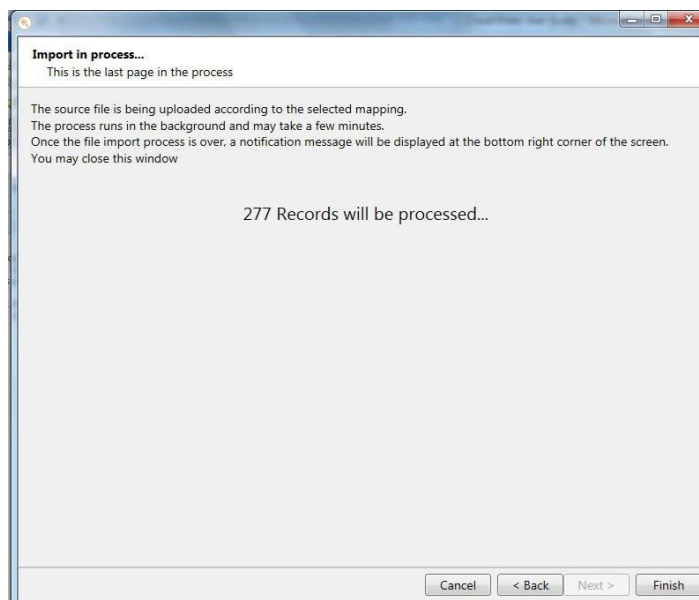 Import in process...
This is the last page in the process
The source file is being uploaded according to the selected mapping.
The process runs in the background and may take a few minutes.
Once the file import process is over, a notification message will be displayed at the bottom right corner of the screen.
You may close this window
277 Records will be processed...
Cancel
< Back
Next >
Finish